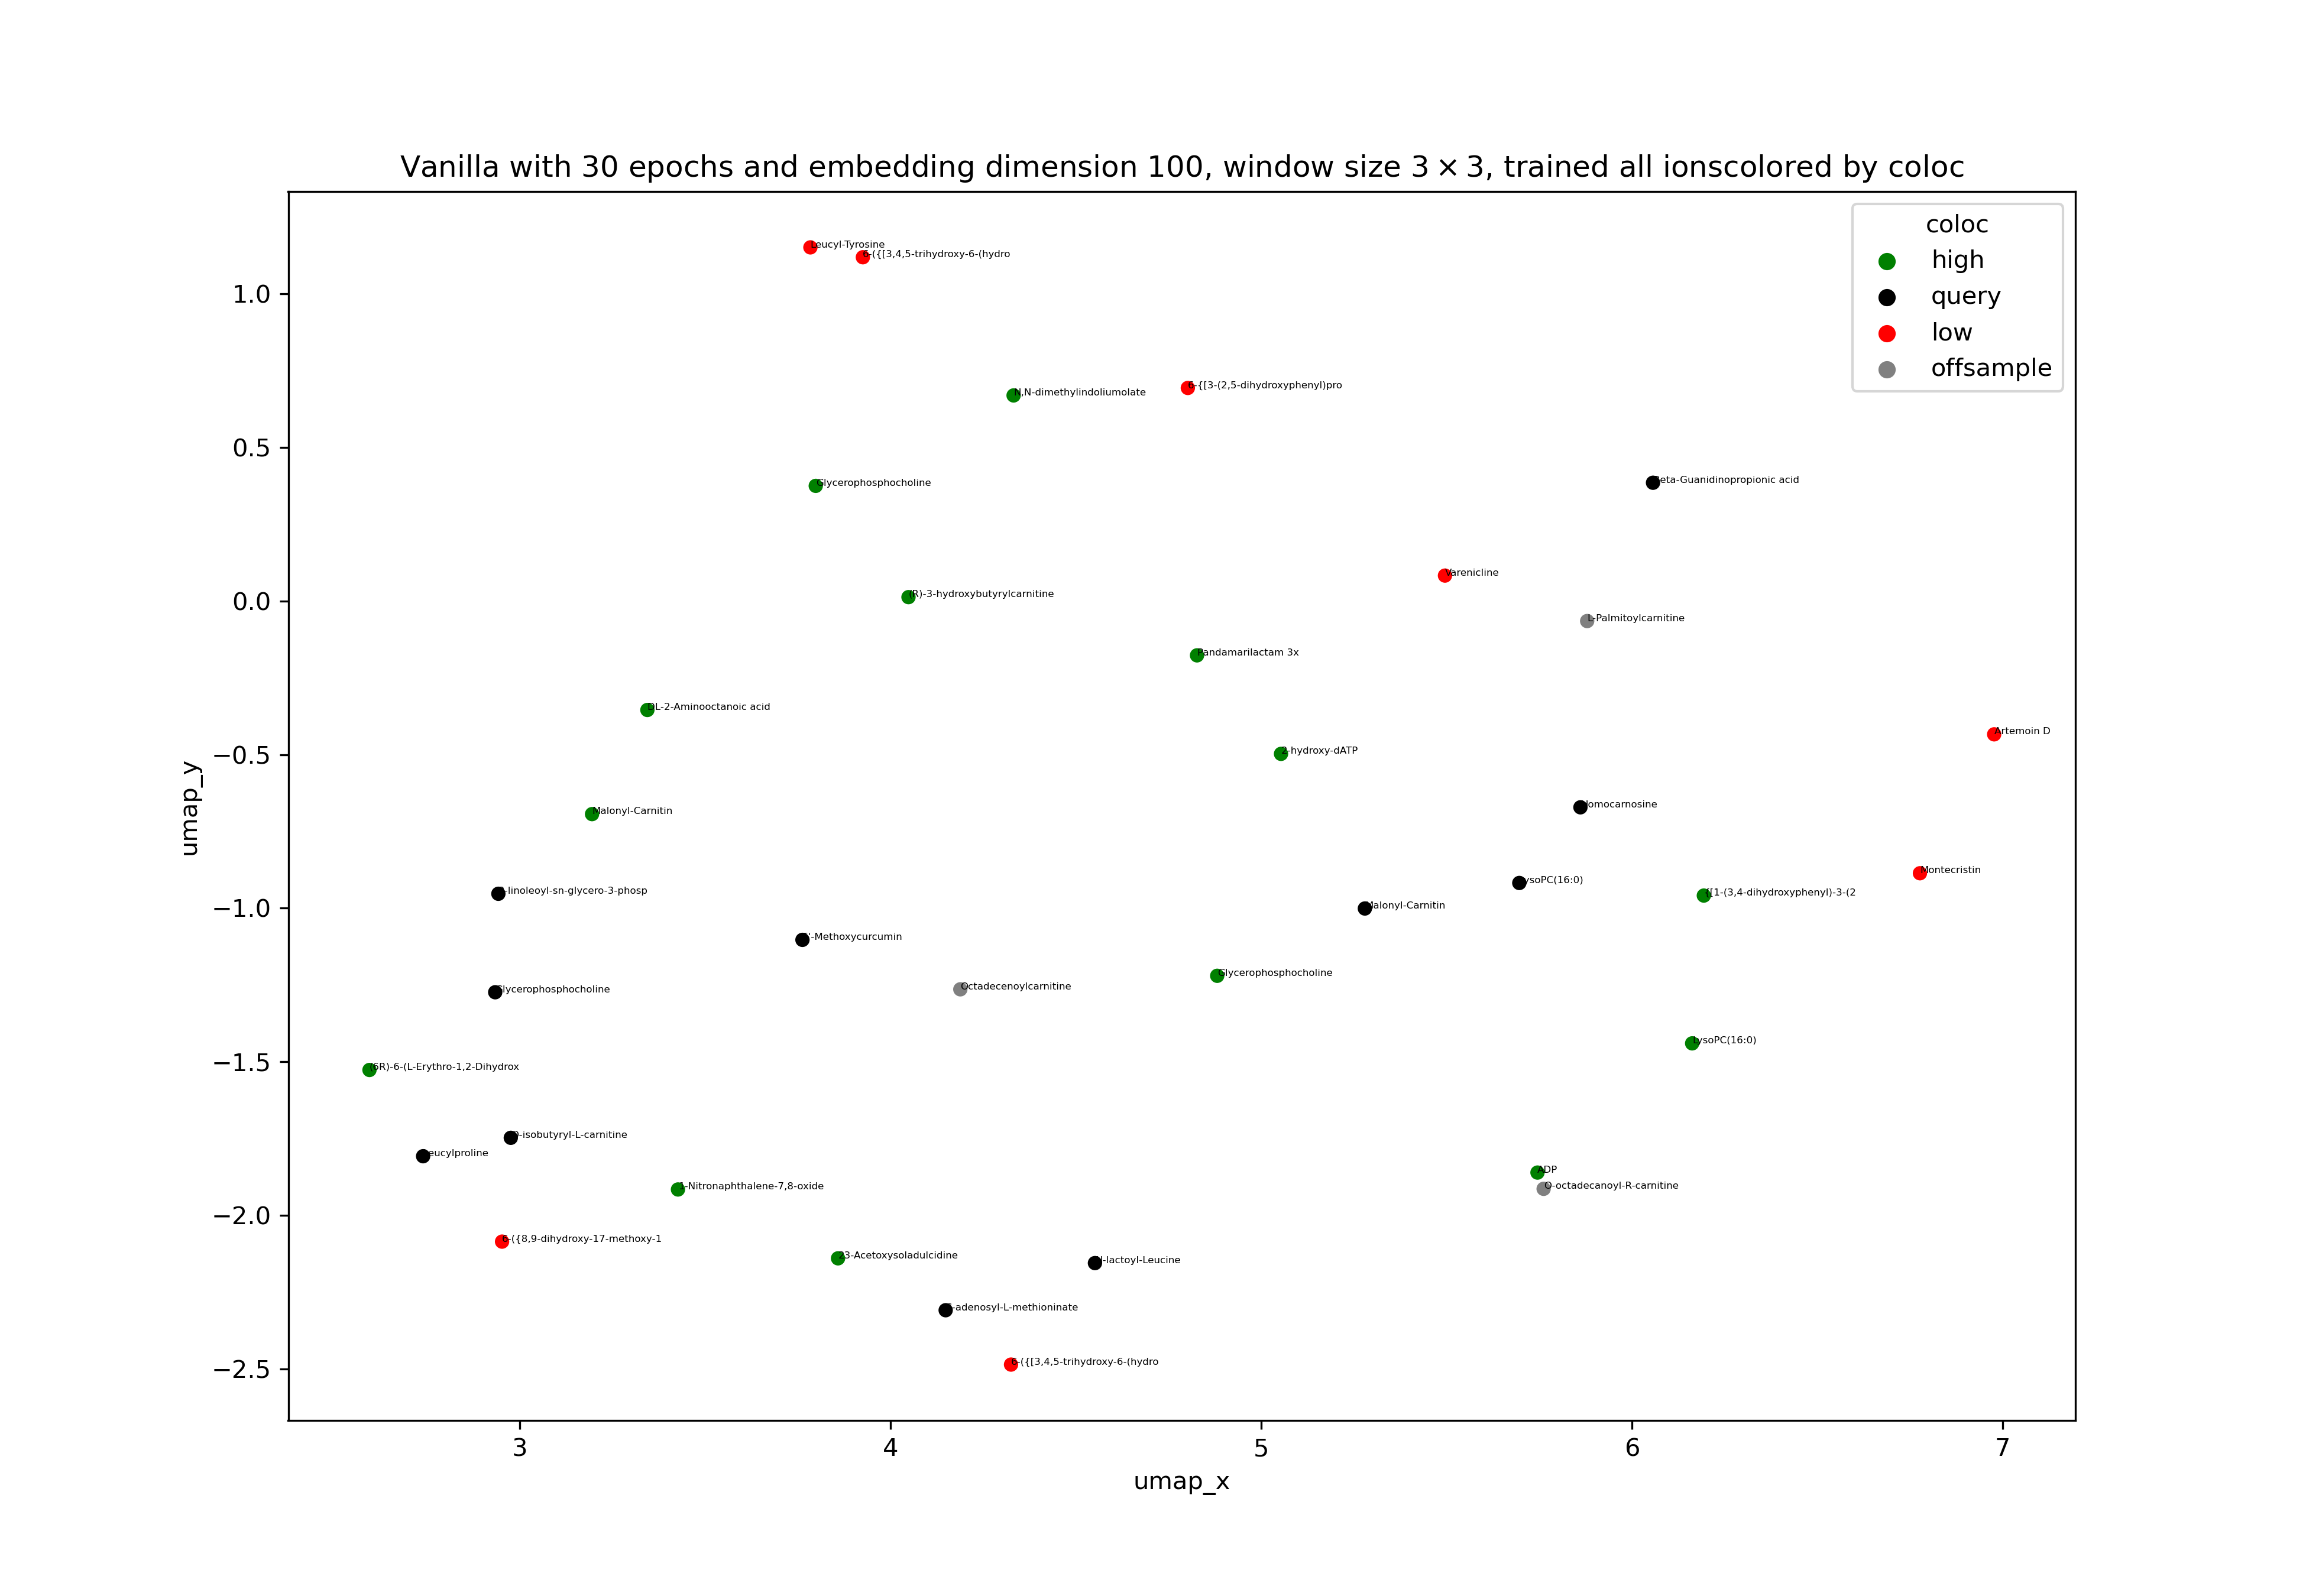 Vanilla with 30 epochs and embedding dimension 100, window size 3 × 3, trained all ionscolored by coloc
coloc
high
query
low
offsample
Leucyl-Tyrosine
6-({[3,4,5-trihydroxy-6-(hydro
6-{[3-(2,5-dihydroxyphenyl)pro
N,N-dimethylindoliumolate
Glycerophosphocholine
Beta-Guanidinopropionic acid
Varenicline
(R)-3-hydroxybutyrylcarnitine
L-Palmitoylcarnitine
Pandamarilactam 3x
DL-2-Aminooctanoic acid
Artemoin D
2-hydroxy-dATP
Homocarnosine
Malonyl-Carnitin
Montecristin
LysoPC(16:0)
-linoleoyl-sn-glycero-3-phosp
{[1-(3,4-dihydroxyphenyl)-3-(2
Malonyl-Carnitin
'-Methoxycurcumin
Glycerophosphocholine
Octadecenoylcarnitine
Glycerophosphocholine
LysoPC(16:0)
(6R)-6-(L-Erythro-1,2-Dihydrox
O-isobutyryl-L-carnitine
Leucylproline
ADP
O-octadecanoyl-R-carnitine
1-Nitronaphthalene-7,8-oxide
6-({8,9-dihydroxy-17-methoxy-1
23-Acetoxysoladulcidine
N-lactoyl-Leucine
S-adenosyl-L-methioninate
6-({[3,4,5-trihydroxy-6-(hydro
1.0
0.5
0.0
−0.5
−1.0
−1.5
−2.0
−2.5
umap_y
3 4 5 6 7
umap_x